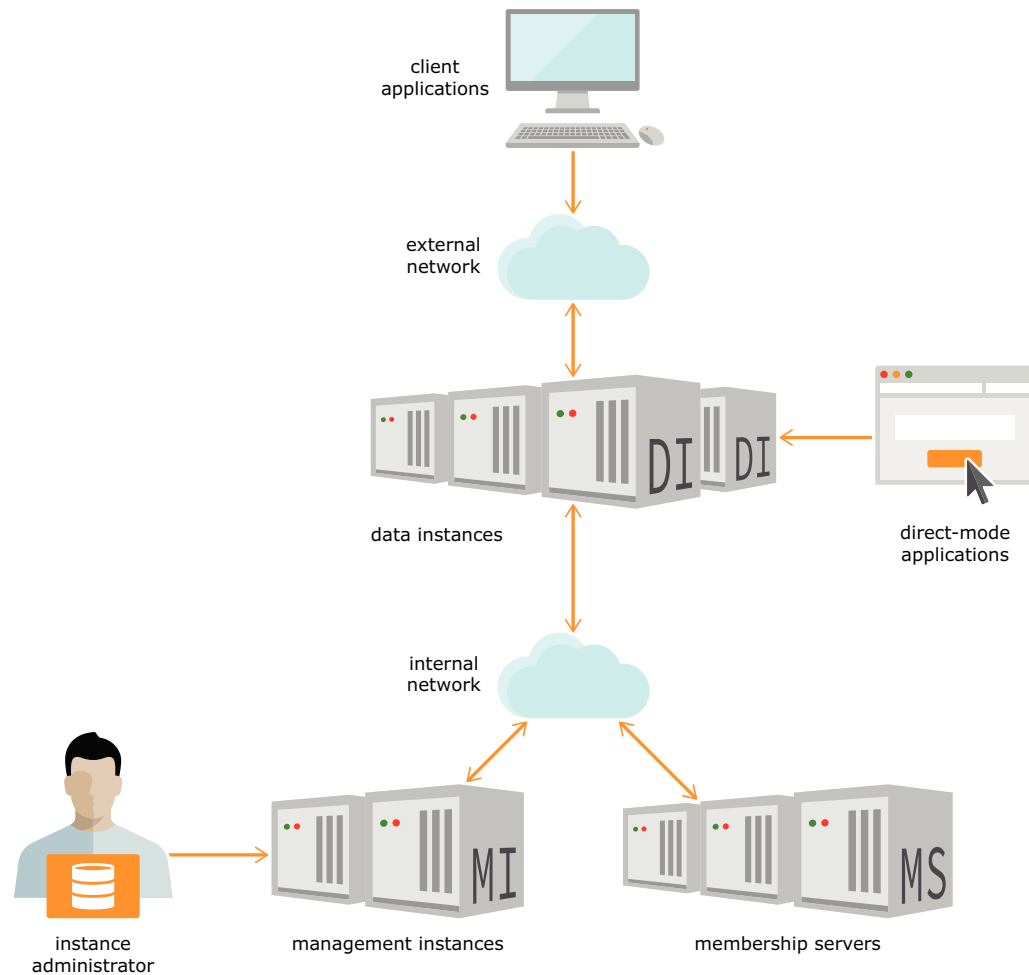 client
applications
external
network
DI
DI
data instances
direct-mode
applications
internal
network
MI
MS
instance
administrator
management instances
membership servers